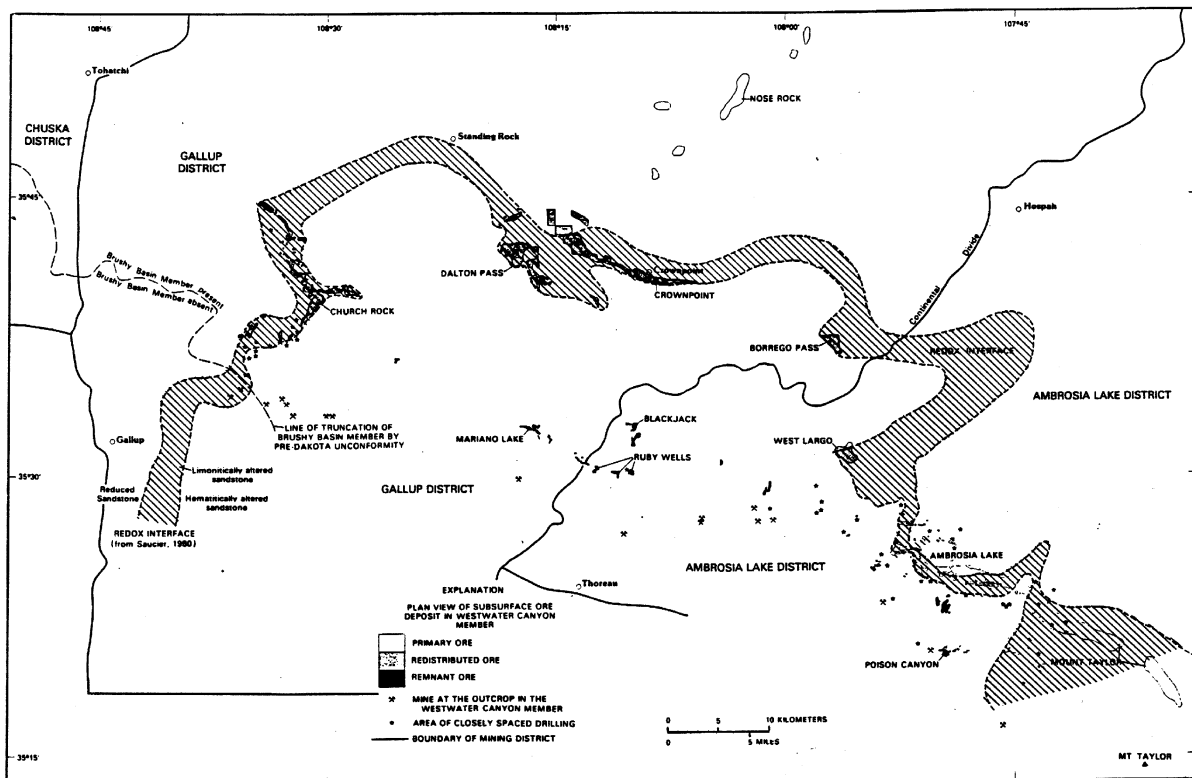 108°45'
108°30'
108°15'
108°00'
107°45'
Tohatchi
NOSE ROCK
CHUSKA
DISTRICT
Standing Rock
GALLUP
DISTRICT
35°45'
Hospah
Continental Divide
DALTON PASS
Crownpoint
CROWNPOINT
Brushy Basin Member present
Brushy Basin Member absent
CHURCH ROCK
BORREGO PASS
REDOX INTERFACE
AMBROSIA LAKE DISTRICT
BLACKJACK
LINE OF TRUNCATION OF
BRUSHY BASIN MEMBER BY
PRE-DAKOTA UNCONFORMITY
MARIANO LAKE
WEST LARGO
Gallup
RUBY WELLS
35°30'
Limonitically altered
sandstone
Reduced
Sandstone
Hematitically altered
sandstone
GALLUP DISTRICT
REDOX INTERFACE
(from Saucier, 1980)
AMBROSIA LAKE
AMBROSIA LAKE DISTRICT
Thoreau
EXPLANATION
PLAN VIEW OF SUBSURFACE ORE
DEPOSIT IN WESTWATER CANYON
MEMBER
PRIMARY ORE
REDISTRIBUTED ORE
REMNANT ORE
MINE AT THE OUTCROP IN THE
WESTWATER CANYON MEMBER
AREA OF CLOSELY SPACED DRILLING
BOUNDARY OF MINING DISTRICT
POISON CANYON
MOUNT TAYLOR
0 5 10 KILOMETERS
0 5 MILES
35°15'
MT TAYLOR